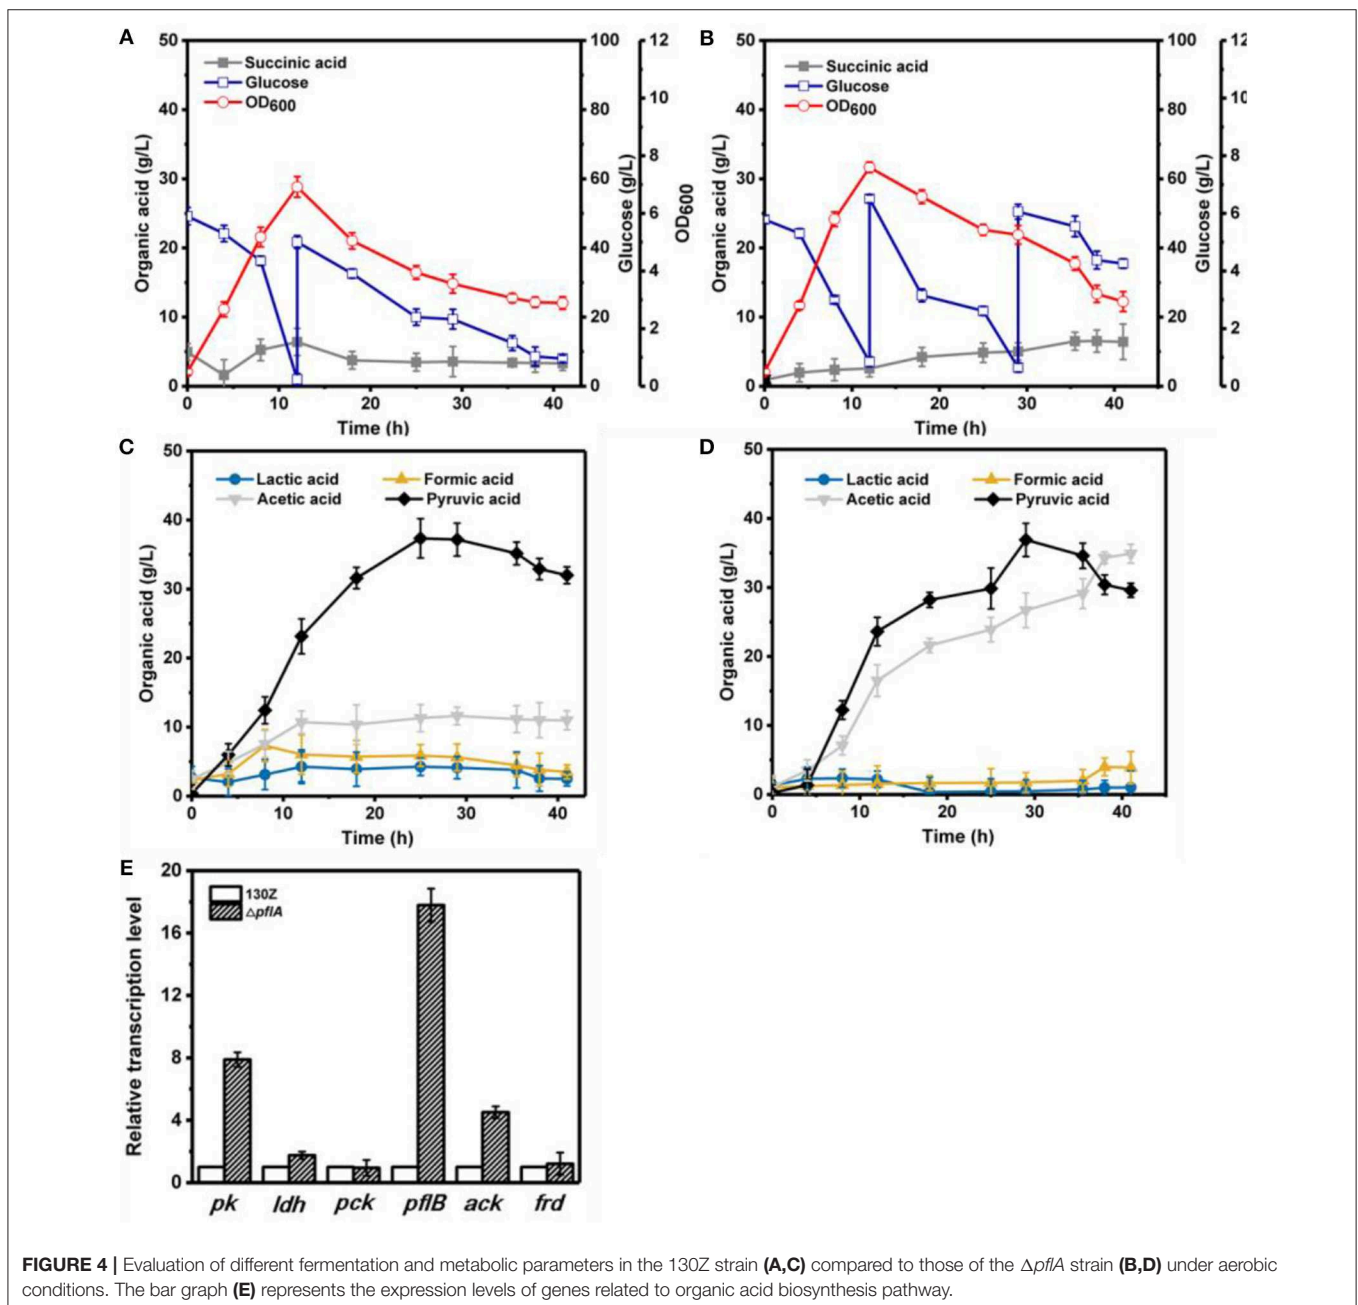 A
50
40
30
20
10
0
Organic acid (g/L)
Succinic acid
Glucose
OD600
0 10 20 30 40
Time (h)
100
80
60
40
20
0
Glucose (g/L)
12
10
8
6
4
2
0
OD600
B
50
40
30
20
10
0
Organic acid (g/L)
Succinic acid
Glucose
OD600
0 10 20 30 40
Time (h)
100
80
60
40
20
0
Glucose (g/L)
12
10
8
6
4
2
0
C
50
40
30
20
10
0
Organic acid (g/L)
Lactic acid Formic acid
Acetic acid Pyruvic acid
0 10 20 30 40
Time (h)
D
50
40
30
20
10
0
Organic acid (g/L)
Lactic acid Formic acid
Acetic acid Pyruvic acid
0 10 20 30 40
Time (h)
E
20
16
12
8
4
0
Relative transcription level
130Z
△pflA
pk ldh pck pflB ack frd
FIGURE 4 | Evaluation of different fermentation and metabolic parameters in the 130Z strain (A,C) compared to those of the ΔpflA strain (B,D) under aerobic
conditions. The bar graph (E) represents the expression levels of genes related to organic acid biosynthesis pathway.